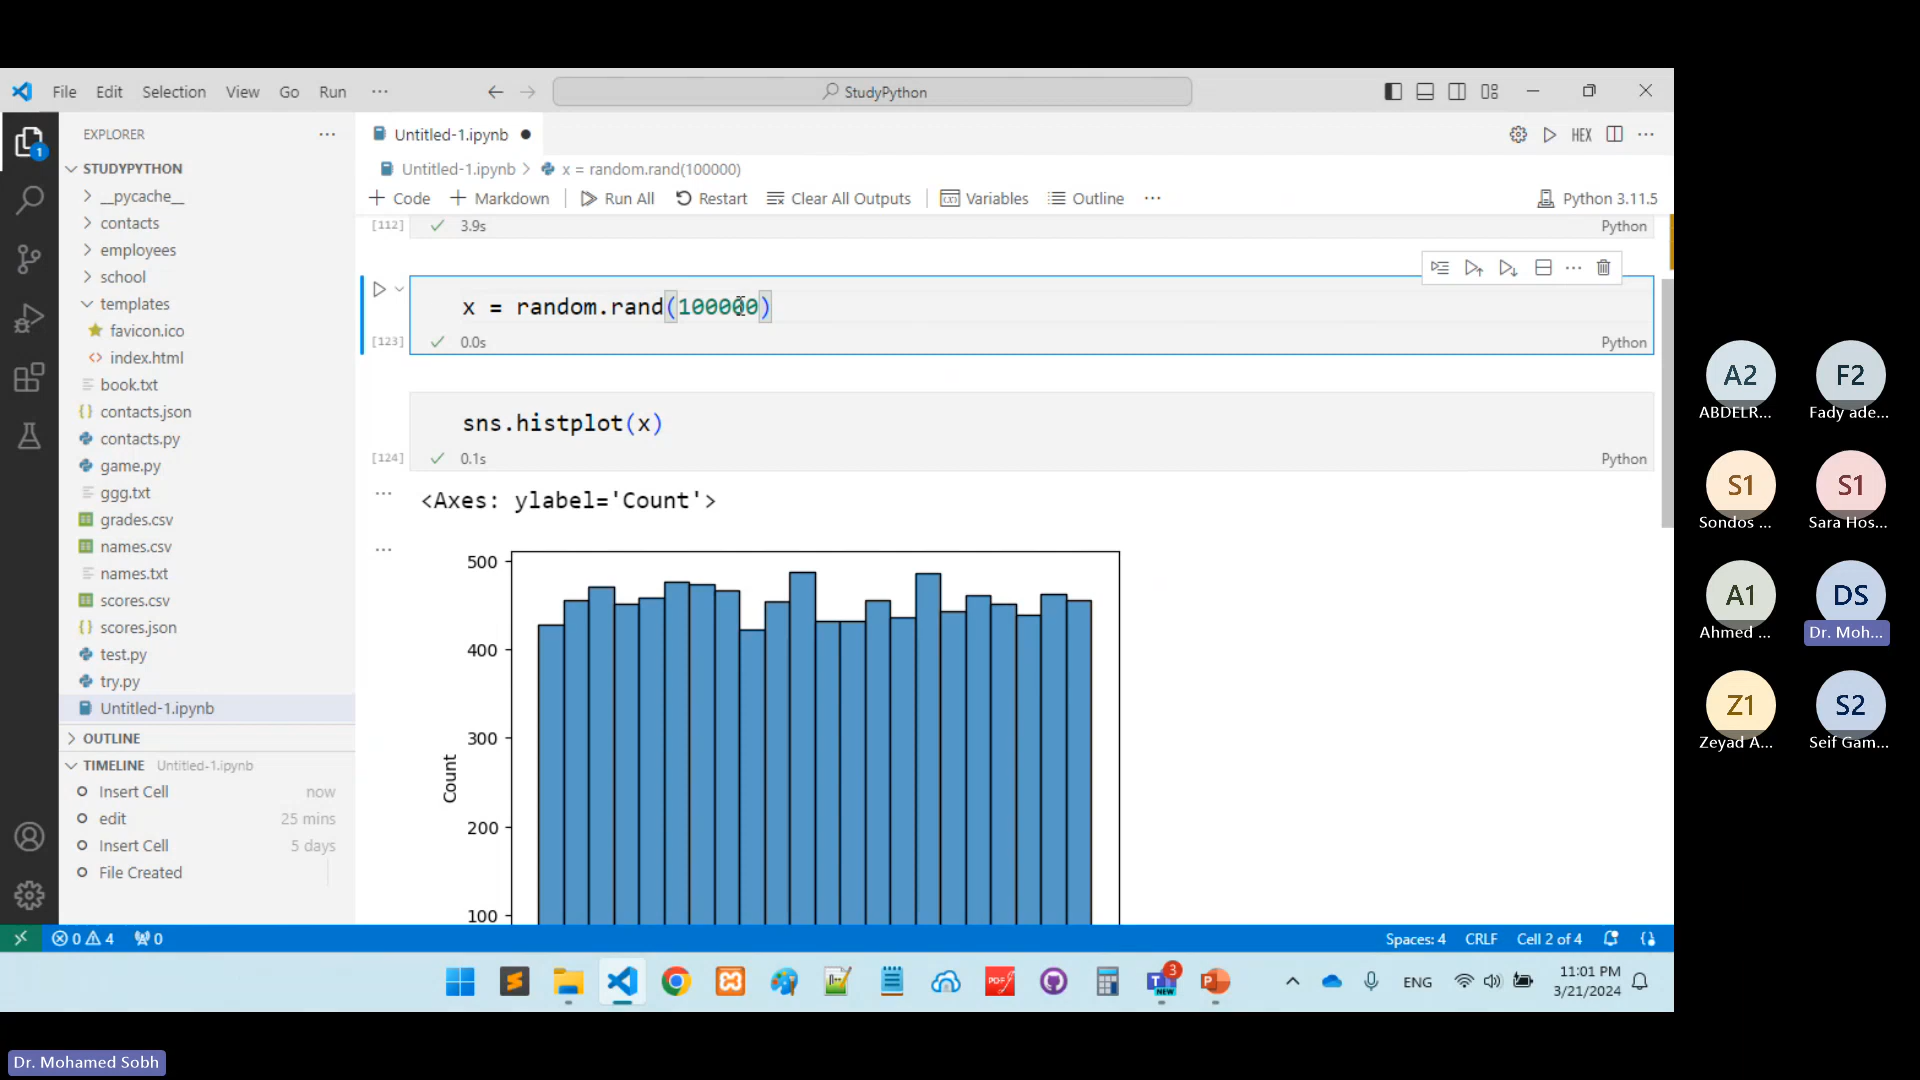 File Edit Selection View Go Run ··· StudyPython
EXPLORER
STUDYPYTHON
__pycache__
contacts
employees
school
templates
favicon.ico
index.html
book.txt
contacts.json
contacts.py
game.py
ggg.txt
grades.csv
names.csv
names.txt
scores.csv
scores.json
test.py
try.py
Untitled-1.ipynb
OUTLINE
TIMELINE Untitled-1.ipynb
Insert Cell now
edit 25 mins
Insert Cell 5 days
File Created
Untitled-1.ipynb
HEX
Untitled-1.ipynb > x = random.rand(100000)
+ Code + Markdown Run All Restart Clear All Outputs Variables Outline ··· Python 3.11.5
[112] 3.9s Python
x = random.rand(100000)
[123] 0.0s Python
sns.histplot(x)
[124] 0.1s Python
<Axes: ylabel='Count'>
500
400
300
200
100
Count
0 4 0 Spaces: 4 CRLF Cell 2 of 4
3
NEW
PDF
ENG
11:01 PM
3/21/2024
1
A2 F2
ABDELR... Fady ade...
S1 S1
Sondos ... Sara Hos...
A1 DS
Ahmed ... Dr. Moh...
Z1 S2
Zeyad A... Seif Gam...
Dr. Mohamed Sobh